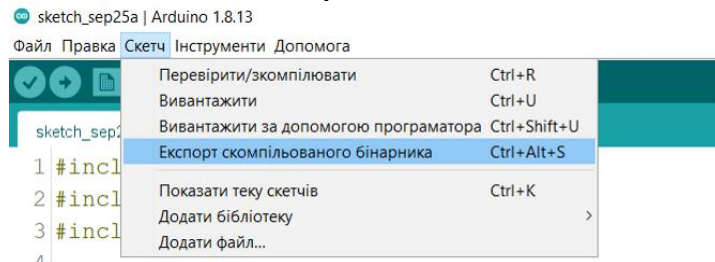 sketch_sep25a | Arduino 1.8.13
Файл Правка Скетч Інструменти Допомога
Перевірити/зкомпілювати Ctrl+R
Вивантажити Ctrl+U
Вивантажити за допомогою програматора Ctrl+Shift+U
sketch_sep2
Експорт скомпільованого бінарника Ctrl+Alt+S
1 #incl
2 #incl
Показати теку скетчів Ctrl+K
Додати бібліотеку
3 #incl
Додати файл...
4